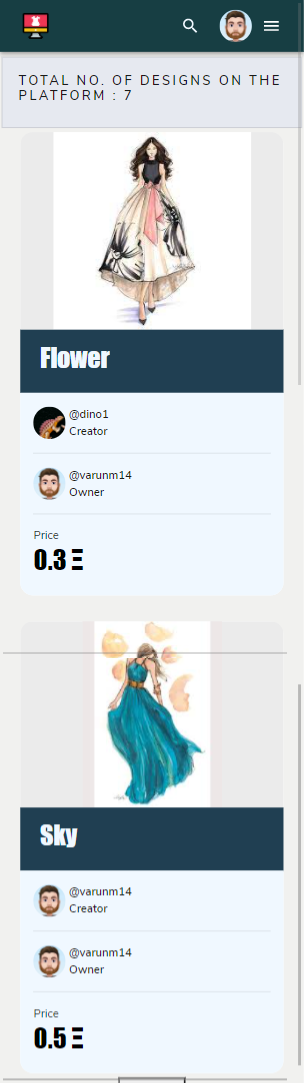 TOTAL NO. OF DESIGNS ON THE
PLATFORM : 7
Flower
@dino1
Creator
@varunm14
Owner
Price
0.3 Ξ
Sky
@varunm14
Creator
@varunm14
Owner
Price
0.5 Ξ